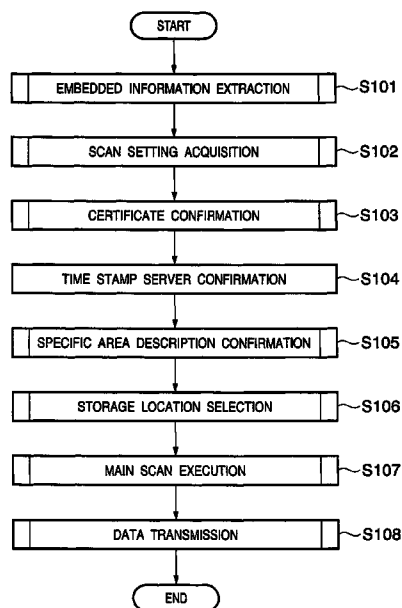 START
EMBEDDED INFORMATION EXTRACTION S101
SCAN SETTING ACQUISITION S102
CERTIFICATE CONFIRMATION S103
TIME STAMP SERVER CONFIRMATION S104
SPECIFIC AREA DESCRIPTION CONFIRMATION S105
STORAGE LOCATION SELECTION S106
MAIN SCAN EXECUTION S107
DATA TRANSMISSION S108
END